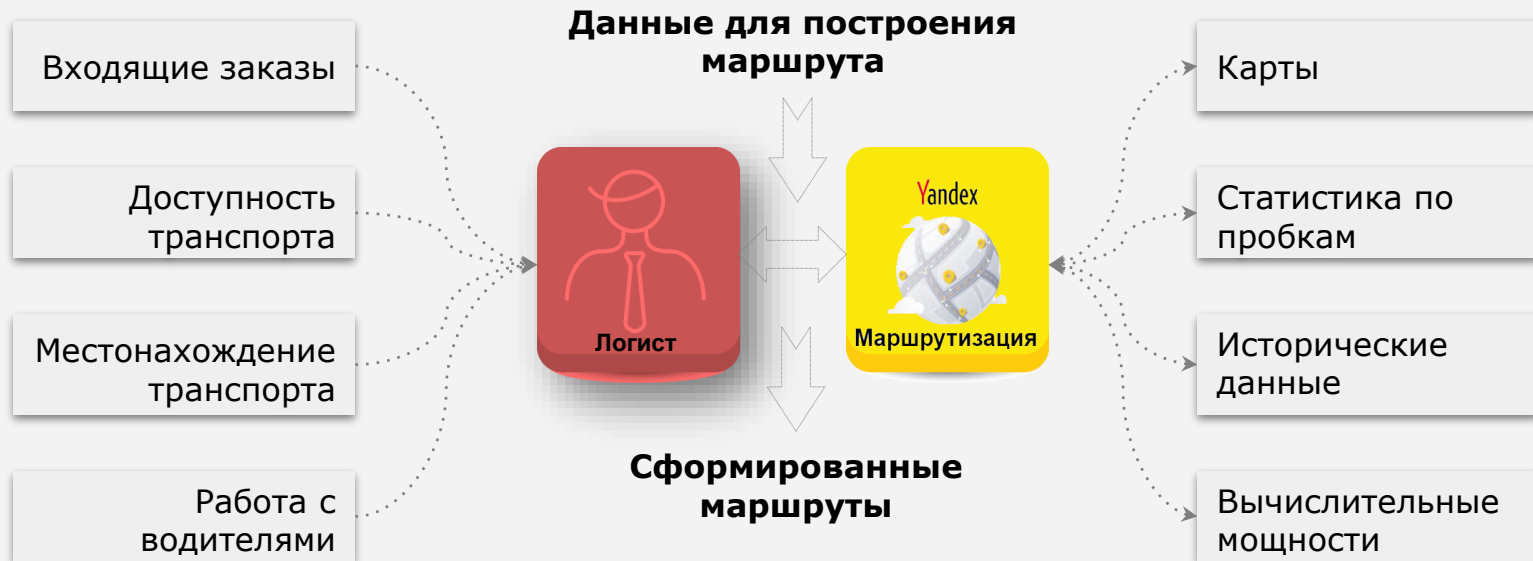 Данные для построения
маршрута
Входящие заказы
Доступность
транспорта
Местонахождение
транспорта
Работа с
водителями
Логист
Yandex
Маршрутизация
Сформированные
маршруты
Карты
Статистика по
пробкам
Исторические
данные
Вычислительные
мощности